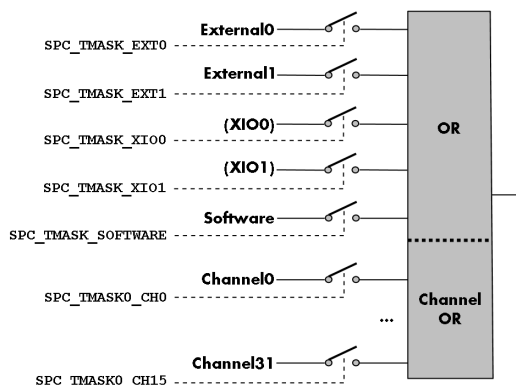 External0
SPC_TMASK_EXT0
External1
SPC_TMASK_EXT1
(XIO0)
OR
SPC_TMASK_XIO0
(XIO1)
SPC_TMASK_XIO1
Software
SPC_TMASK_SOFTWARE
Channel0
SPC_TMASK0_CH0
Channel
OR
...
Channel31
SPC_TMASK0_CH15